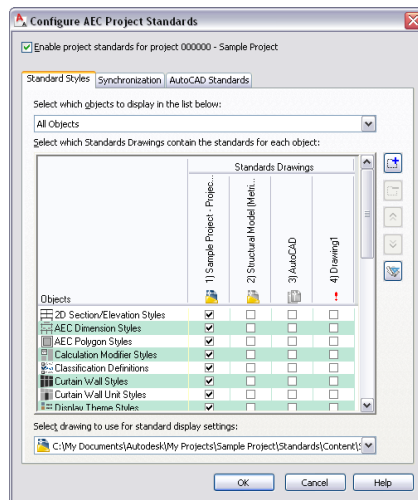 Configure AEC Project Standards
Enable project standards for project 000000 - Sample Project
Standard Styles Synchronization AutoCAD Standards
Select which objects to display in the list below:
All Objects
Select which Standards Drawings contain the standards for each object:
Standards Drawings
1) Sample Project - Projec...
2) Structural Model (Metri...
3) AutoCAD
4) Drawing1
Objects
2D Section/Elevation Styles
AEC Dimension Styles
AEC Polygon Styles
Calculation Modifier Styles
Classification Definitions
Curtain Wall Styles
Curtain Wall Unit Styles
Display Theme Styles
Select drawing to use for standard display settings:
C:\My Documents\Autodesk\My Projects\Sample Project\Standards\Content\
OK Cancel Help